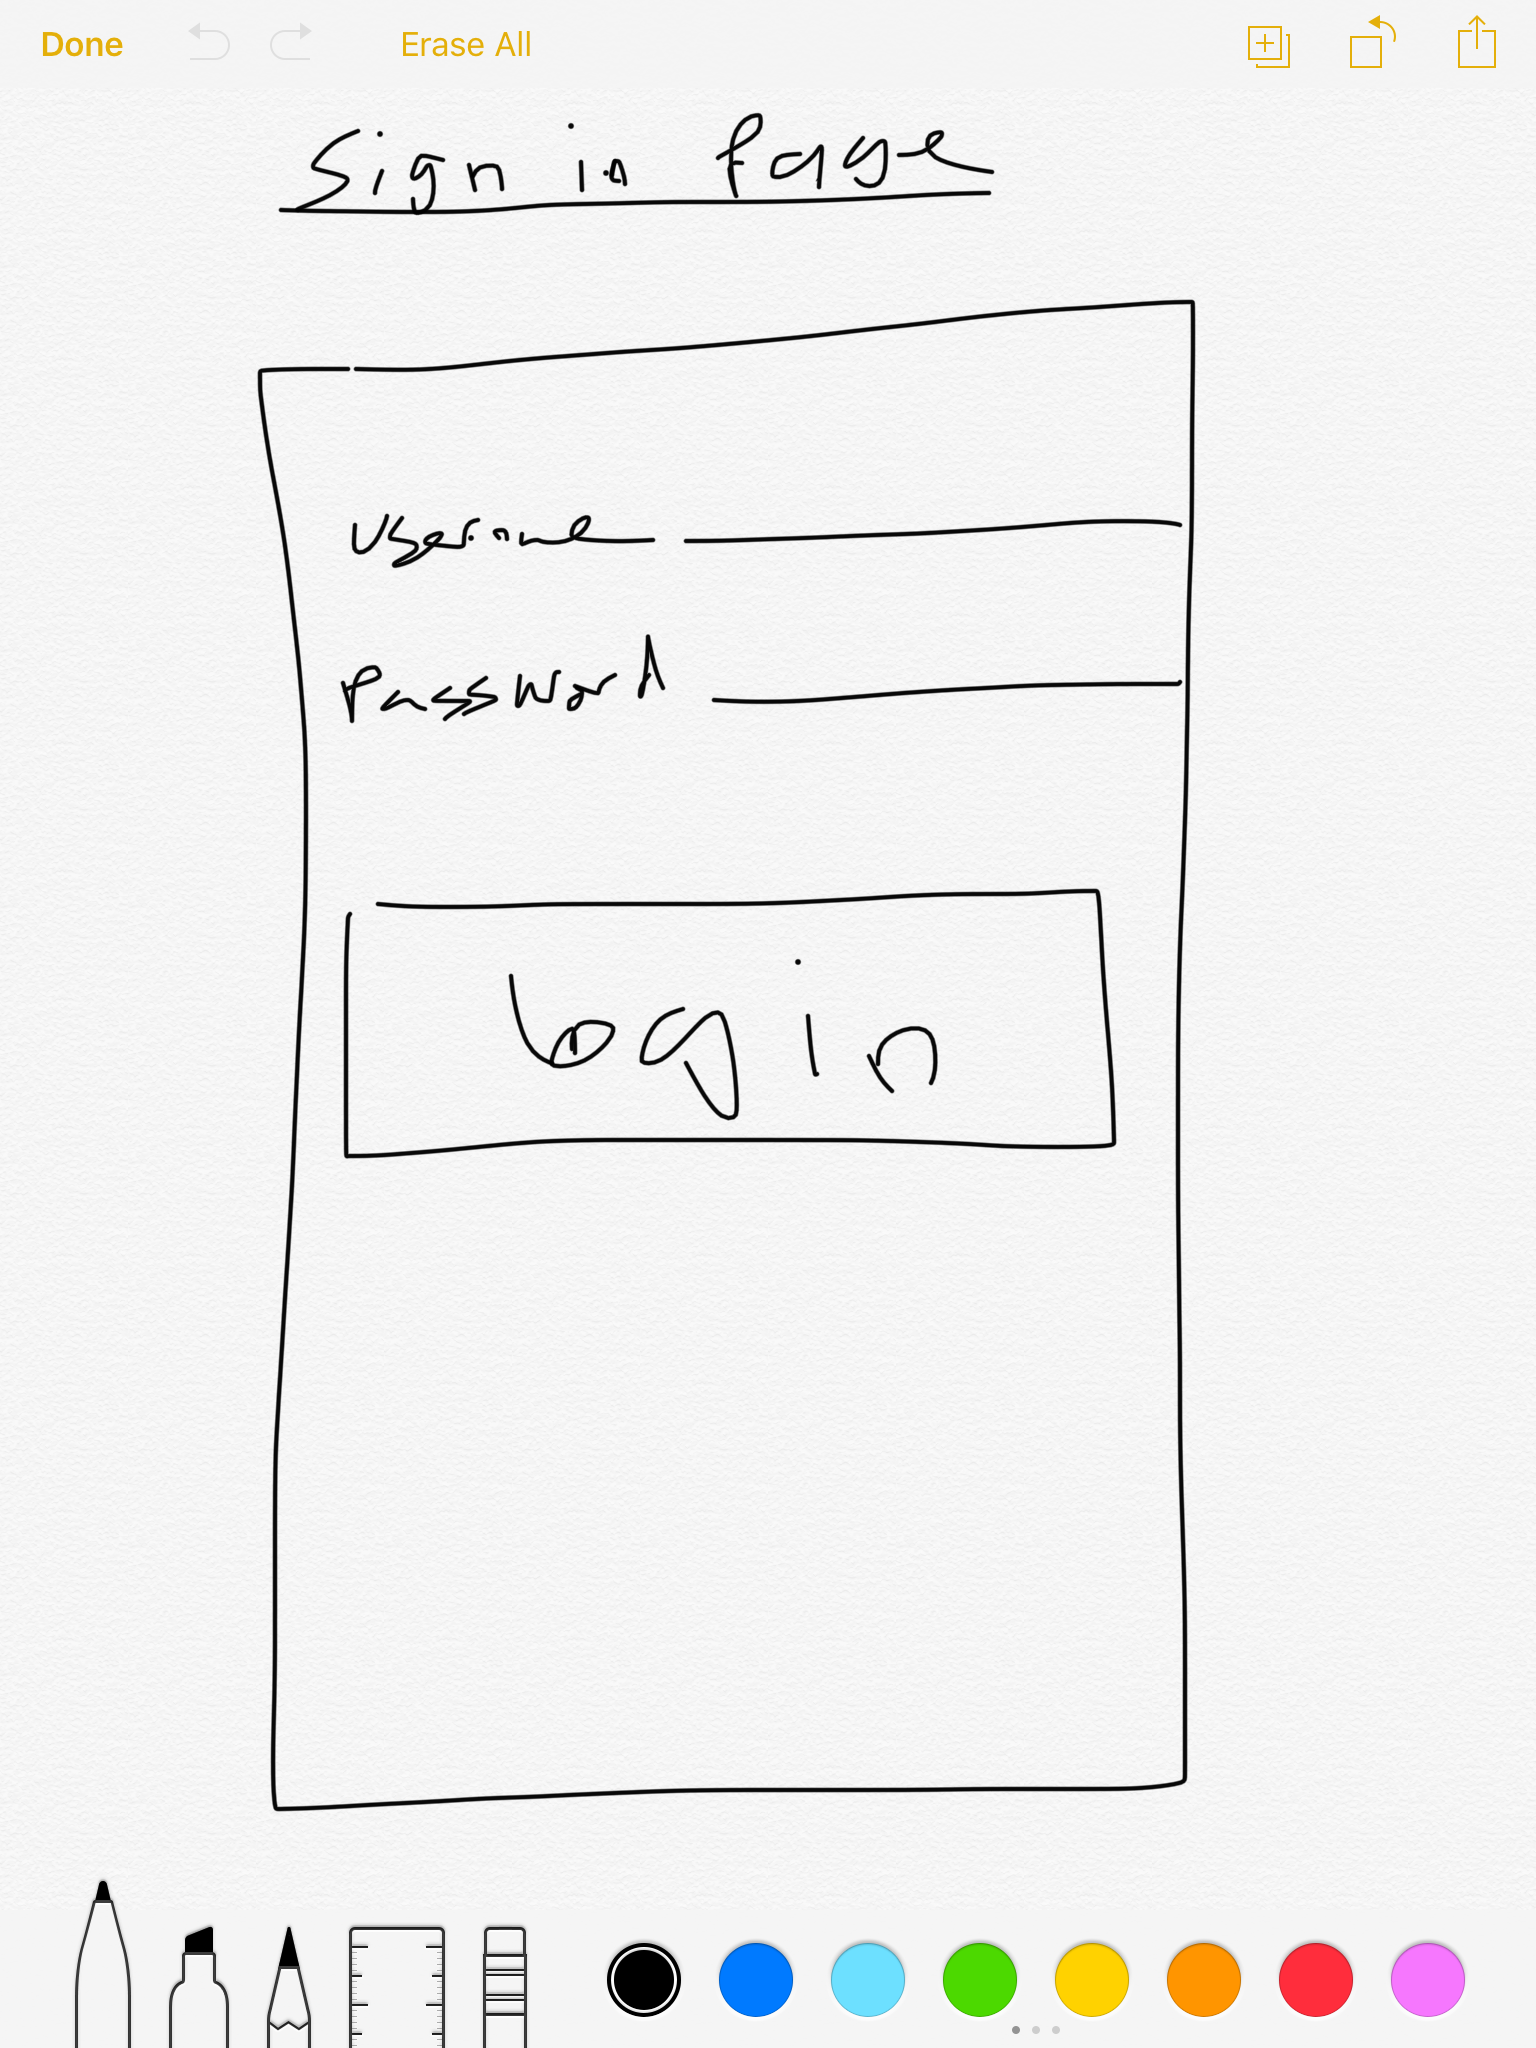 Done Erase All
Sign in Page
Username
Password
Login